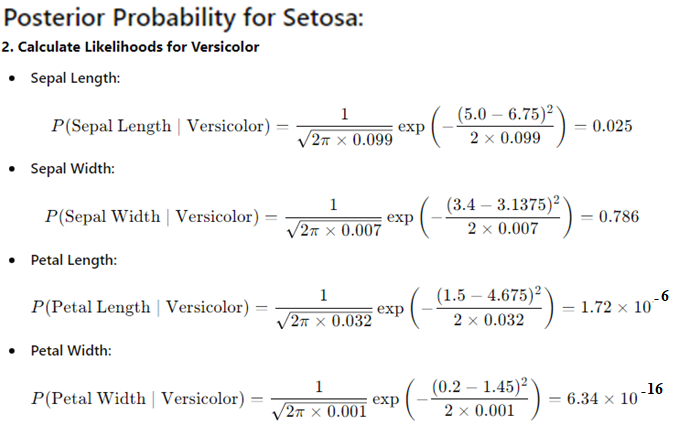 Posterior Probability for Setosa:
2. Calculate Likelihoods for Versicolor
• Sepal Length:
P(Sepal Length | Versicolor) = 1/√(2π × 0.099) exp(−(5.0 − 6.75)²/(2 × 0.099)) = 0.025
• Sepal Width:
P(Sepal Width | Versicolor) = 1/√(2π × 0.007) exp(−(3.4 − 3.1375)²/(2 × 0.007)) = 0.786
• Petal Length:
P(Petal Length | Versicolor) = 1/√(2π × 0.032) exp(−(1.5 − 4.675)²/(2 × 0.032)) = 1.72 × 10⁻⁶
• Petal Width:
P(Petal Width | Versicolor) = 1/√(2π × 0.001) exp(−(0.2 − 1.45)²/(2 × 0.001)) = 6.34 × 10⁻¹⁶